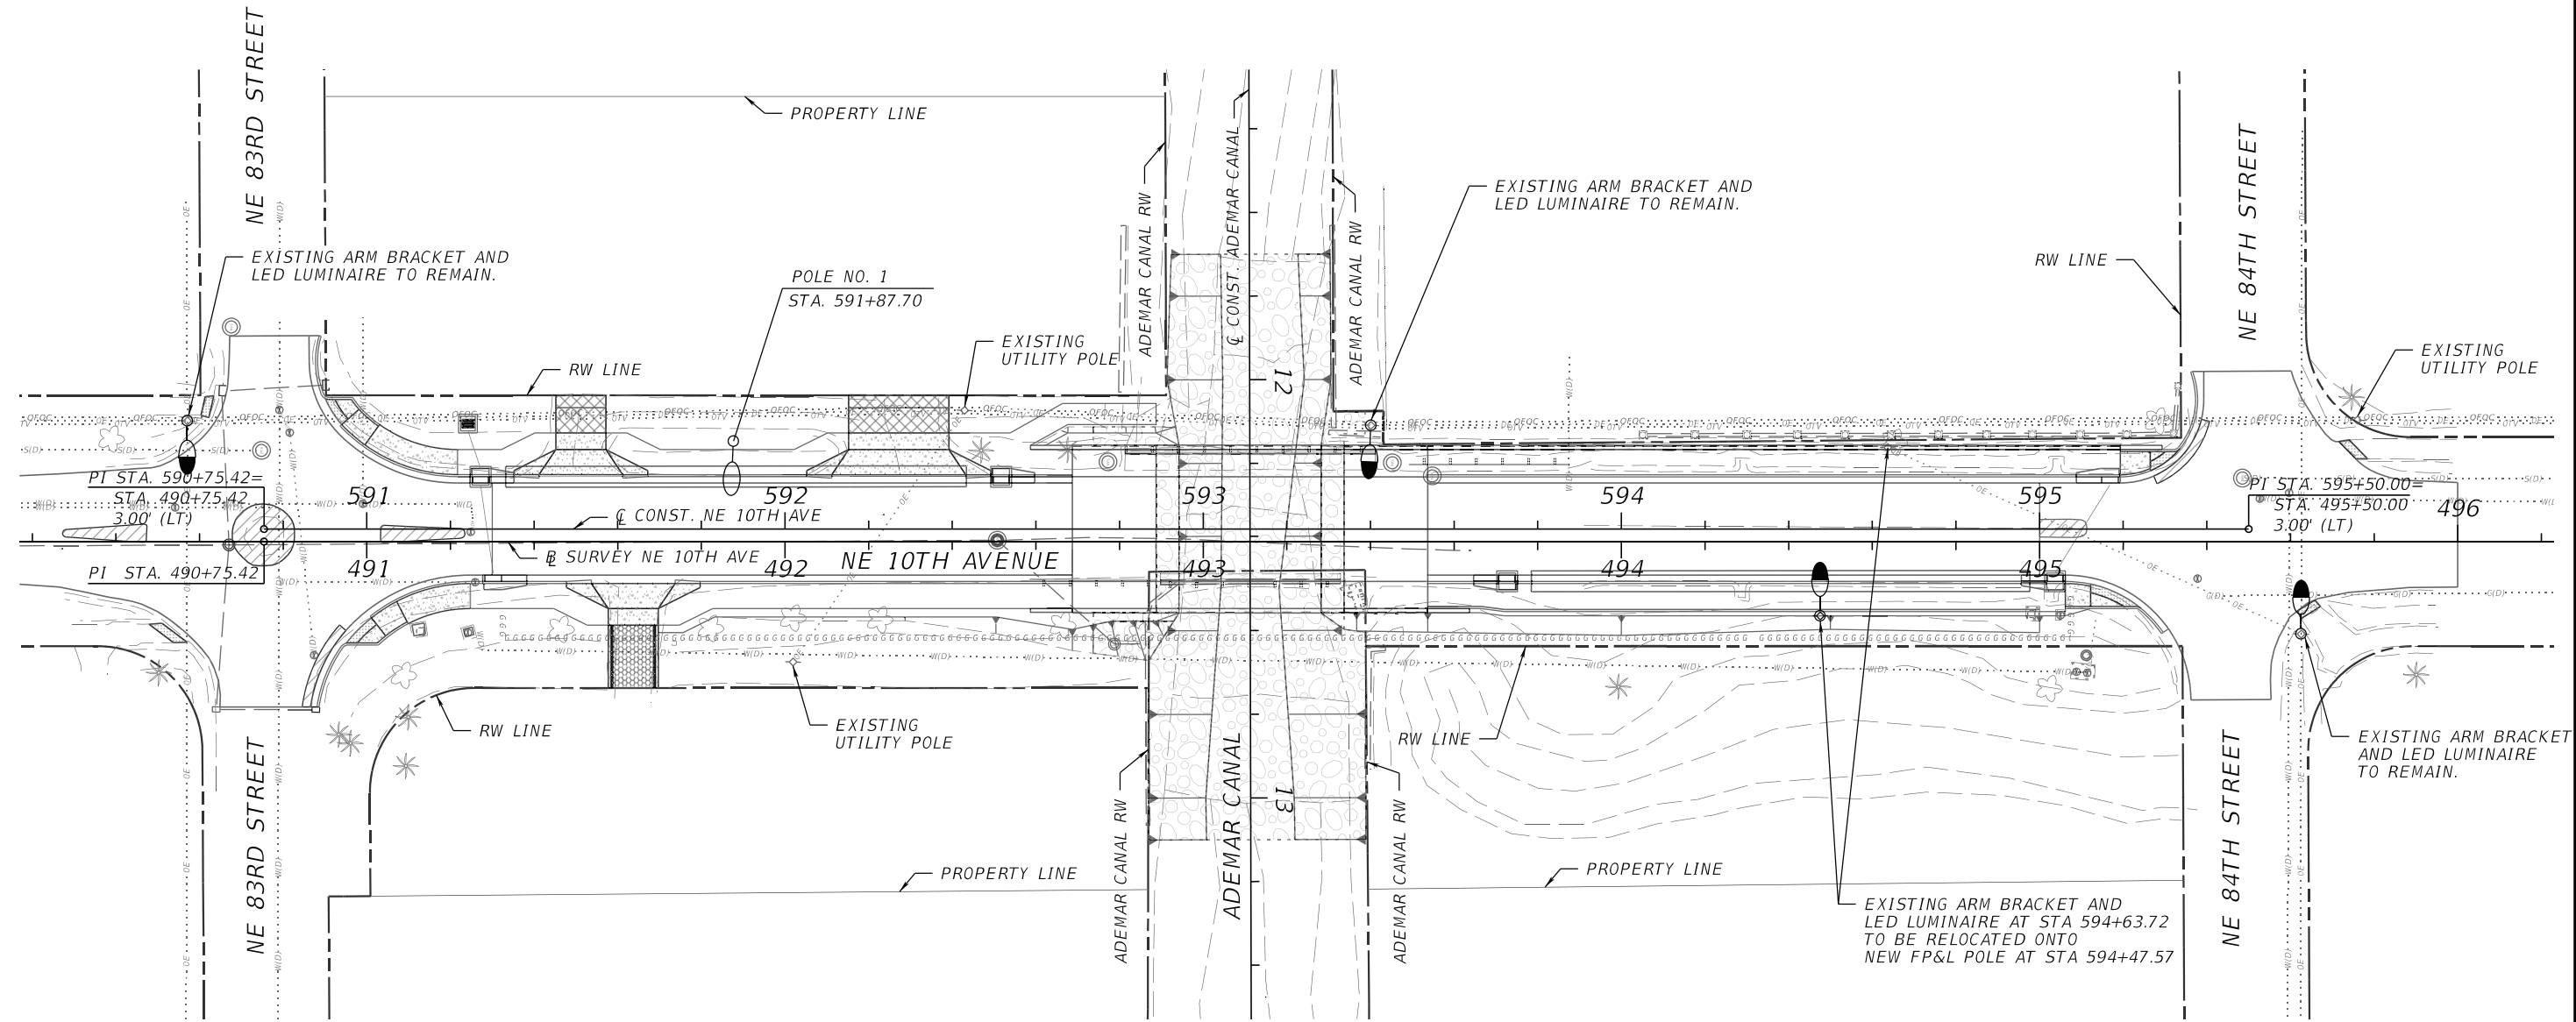 NE 83RD STREET
PROPERTY LINE
ADEMAR CANAL RW
℄ CONST. ADEMAR CANAL
ADEMAR CANAL RW
EXISTING ARM BRACKET AND
LED LUMINAIRE TO REMAIN.
NE 84TH STREET
EXISTING ARM BRACKET AND
LED LUMINAIRE TO REMAIN.
POLE NO. 1
STA. 591+87.70
RW LINE
EXISTING
UTILITY POLE
RW LINE
EXISTING
UTILITY POLE
12
PI STA. 590+75.42=
STA. 490+75.42
3.00' (LT)
591
592
593
594
595
PI STA. 595+50.00=
STA. 495+50.00
3.00' (LT)
496
℄ CONST. NE 10TH AVE
BL SURVEY NE 10TH AVE
NE 10TH AVENUE
PI STA. 490+75.42
491
492
493
494
495
RW LINE
EXISTING
UTILITY POLE
RW LINE
EXISTING ARM BRACKET
AND LED LUMINAIRE
TO REMAIN.
NE 83RD STREET
ADEMAR CANAL RW
ADEMAR CANAL
13
ADEMAR CANAL RW
NE 84TH STREET
PROPERTY LINE
PROPERTY LINE
EXISTING ARM BRACKET AND
LED LUMINAIRE AT STA 594+63.72
TO BE RELOCATED ONTO
NEW FP&L POLE AT STA 594+47.57